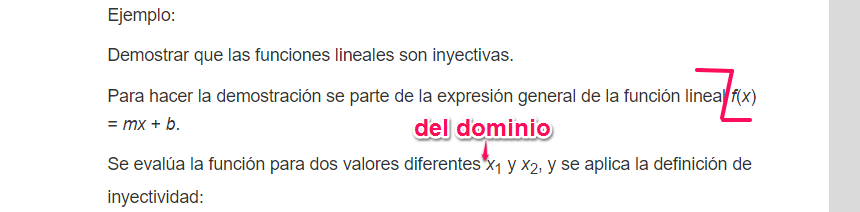 Ejemplo:
Demostrar que las funciones lineales son inyectivas.
Para hacer la demostración se parte de la expresión general de la función lineal f(x)
= mx + b.
del dominio
Se evalúa la función para dos valores diferentes x₁ y x₂, y se aplica la definición de
inyectividad: